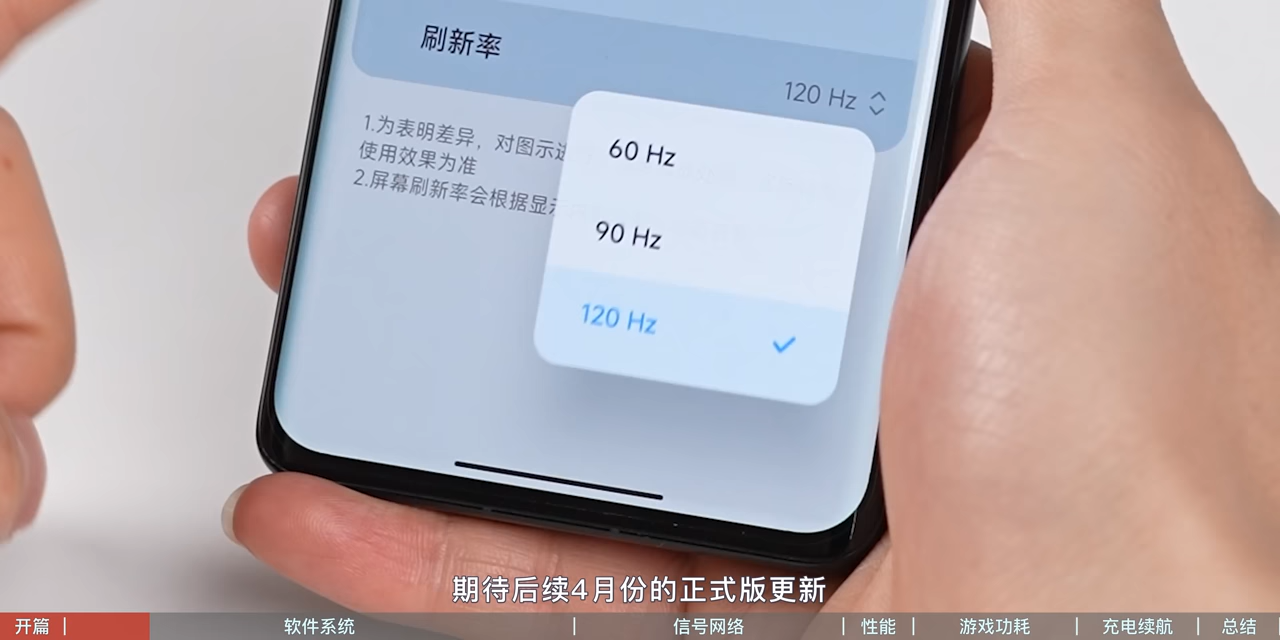 刷新率
120 Hz
60 Hz
90 Hz
120 Hz
1.为表明差异，对图示
使用效果为准
2.屏幕刷新率会根据显
期待后续4月份的正式版更新
开篇 | 软件系统 | 信号网络 | 性能 | 游戏功耗 | 充电续航 | 总结